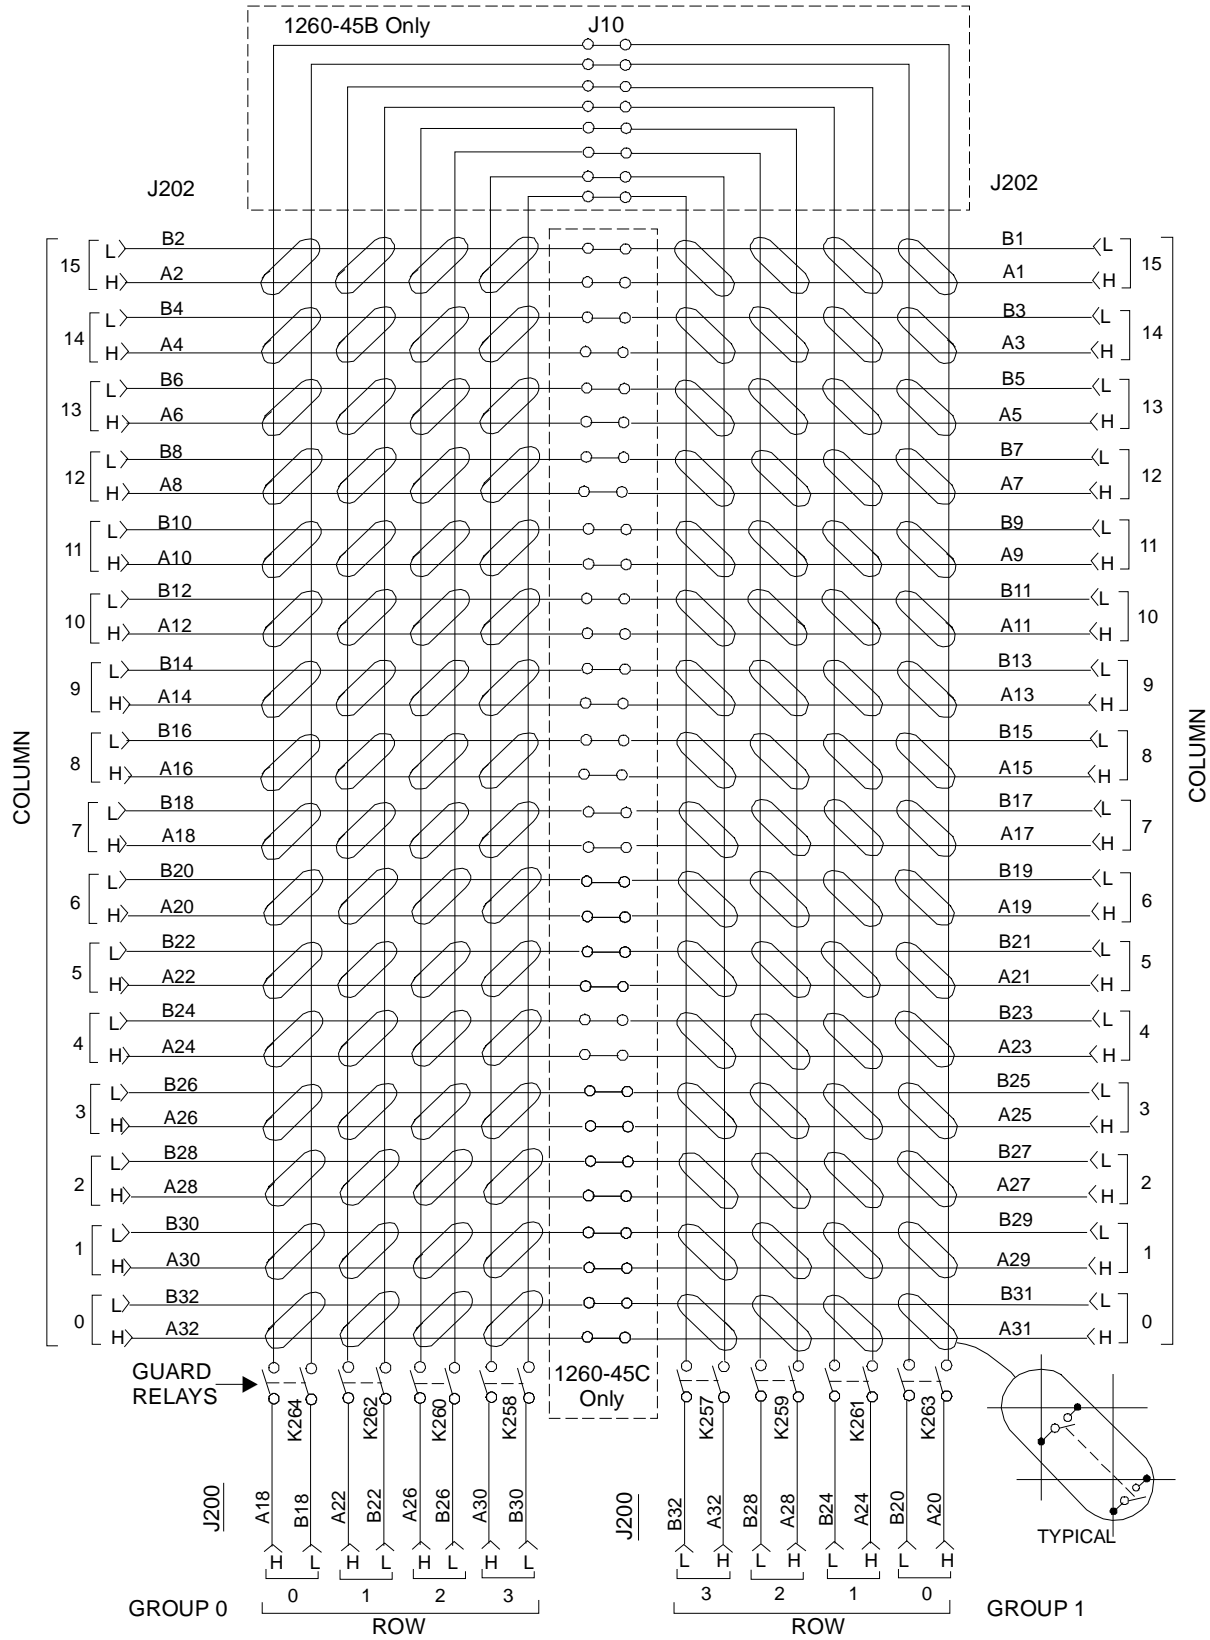 1260-45B Only J10
J202 J202
15 L B2 B1 L 15
H A2 A1 H
14 L B4 B3 L 14
H A4 A3 H
13 L B6 B5 L 13
H A6 A5 H
12 L B8 B7 L 12
H A8 A7 H
11 L B10 B9 L 11
H A10 A9 H
10 L B12 B11 L 10
H A12 A11 H
9 L B14 B13 L 9
H A14 A13 H
8 L B16 B15 L 8
H A16 A15 H
COLUMN COLUMN
7 L B18 B17 L 7
H A18 A17 H
6 L B20 B19 L 6
H A20 A19 H
5 L B22 B21 L 5
H A22 A21 H
4 L B24 B23 L 4
H A24 A23 H
3 L B26 B25 L 3
H A26 A25 H
2 L B28 B27 L 2
H A28 A27 H
1 L B30 B29 L 1
H A30 A29 H
0 L B32 B31 L 0
H A32 A31 H
GUARD
RELAYS
1260-45C
Only
K264 K262 K260 K258 K257 K259 K261 K263
J200 A18 B18 A22 B22 A26 B26 A30 B30 J200 B32 A32 B28 A28 B24 A24 B20 A20
TYPICAL
H L H L H L H L L H L H L H L H
0 1 2 3 3 2 1 0
GROUP 0 ROW ROW GROUP 1